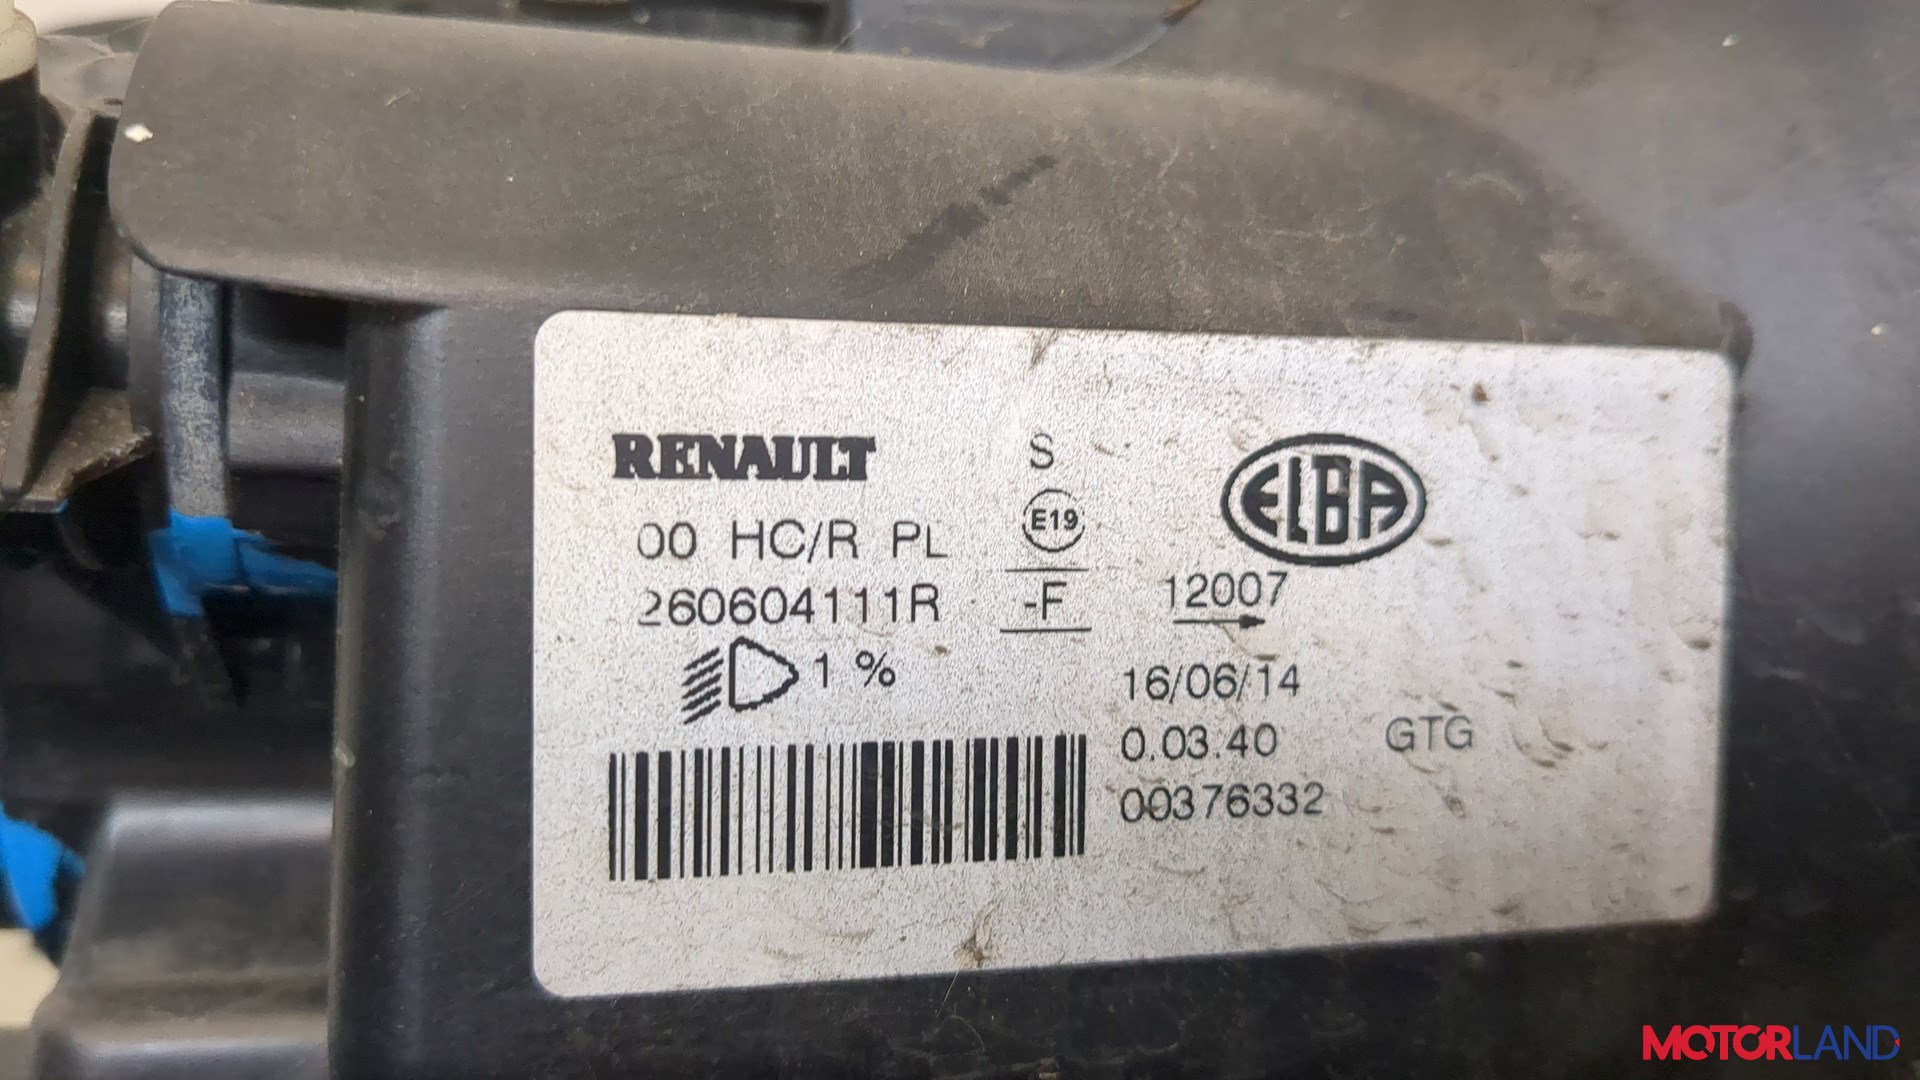 RENAULT
00 HC/R PL
260604111R
1 %
S
E19
-F
ELBA
12007
16/06/14
0.03.40 GTG
00376332
MOTORLAND